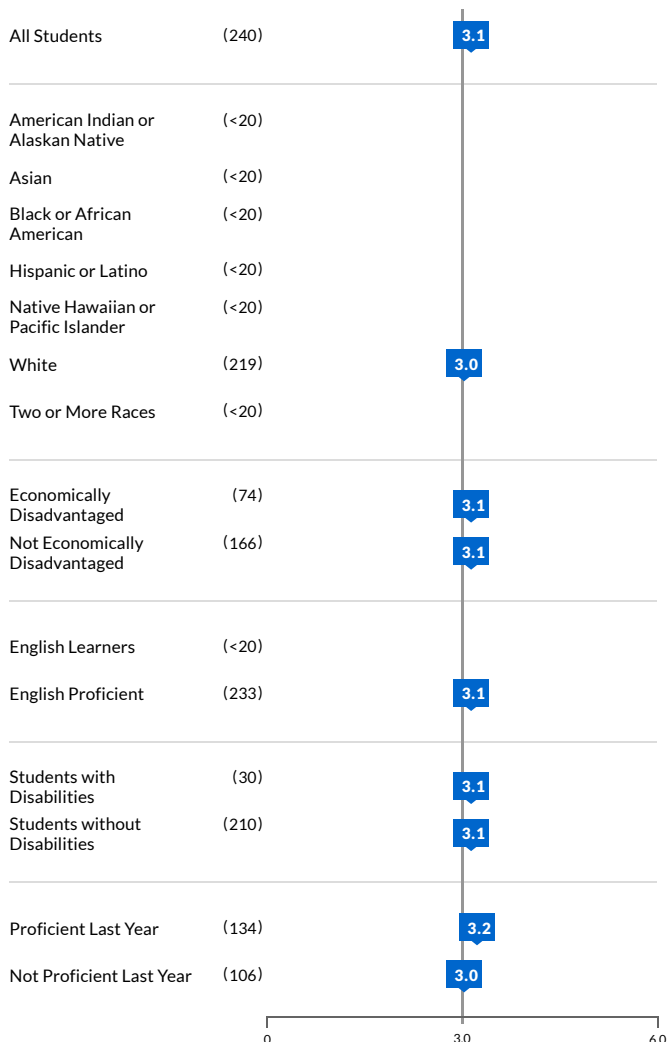 All Students (240) 3.1
American Indian or (<20)
Alaskan Native
Asian (<20)
Black or African (<20)
American
Hispanic or Latino (<20)
Native Hawaiian or (<20)
Pacific Islander
White (219) 3.0
Two or More Races (<20)
Economically (74) 3.1
Disadvantaged
Not Economically (166) 3.1
Disadvantaged
English Learners (<20)
English Proficient (233) 3.1
Students with (30) 3.1
Disabilities
Students without (210) 3.1
Disabilities
Proficient Last Year (134) 3.2
Not Proficient Last Year (106) 3.0
0 3.0 6.0